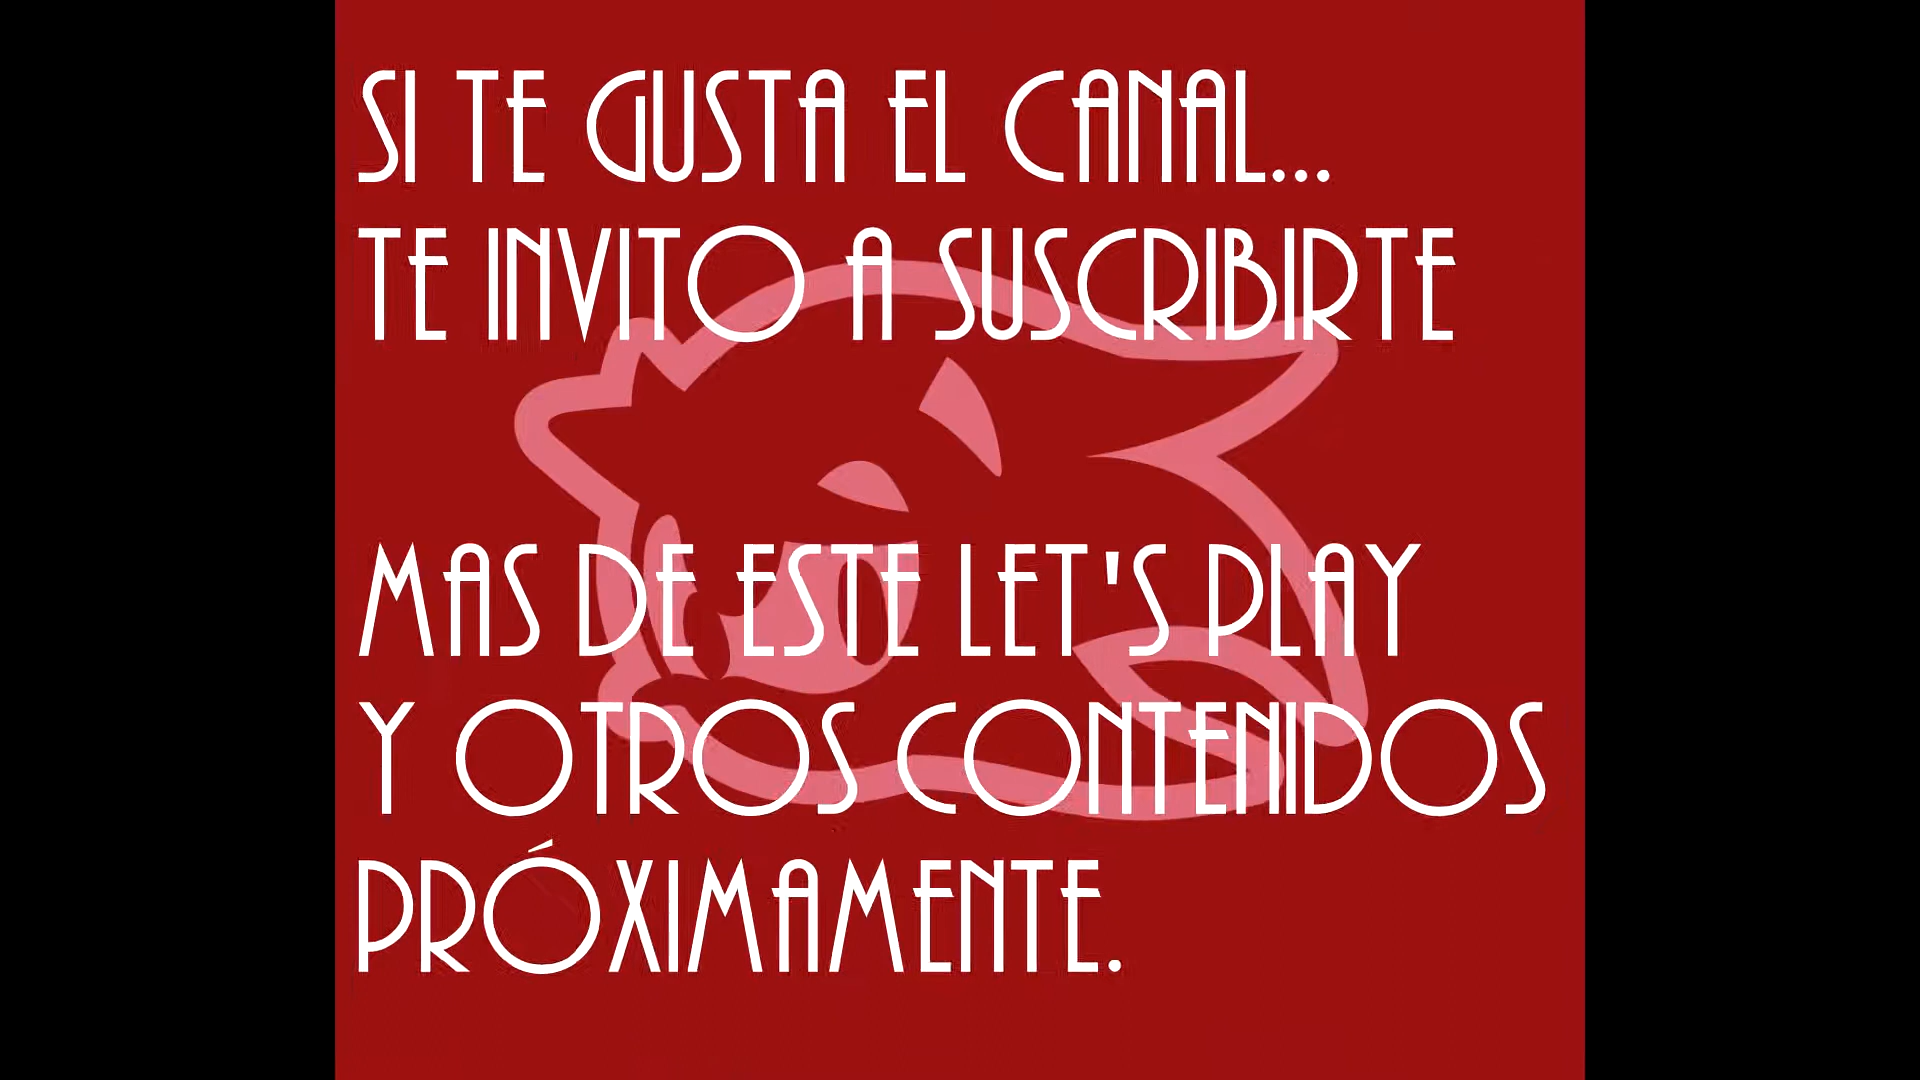 SI TE GUSTA EL CANAL...
TE INVITO A SUSCRIBIRTE
MAS DE ESTE LET'S PLAY
Y OTROS CONTENIDOS
PRÓXIMAMENTE.